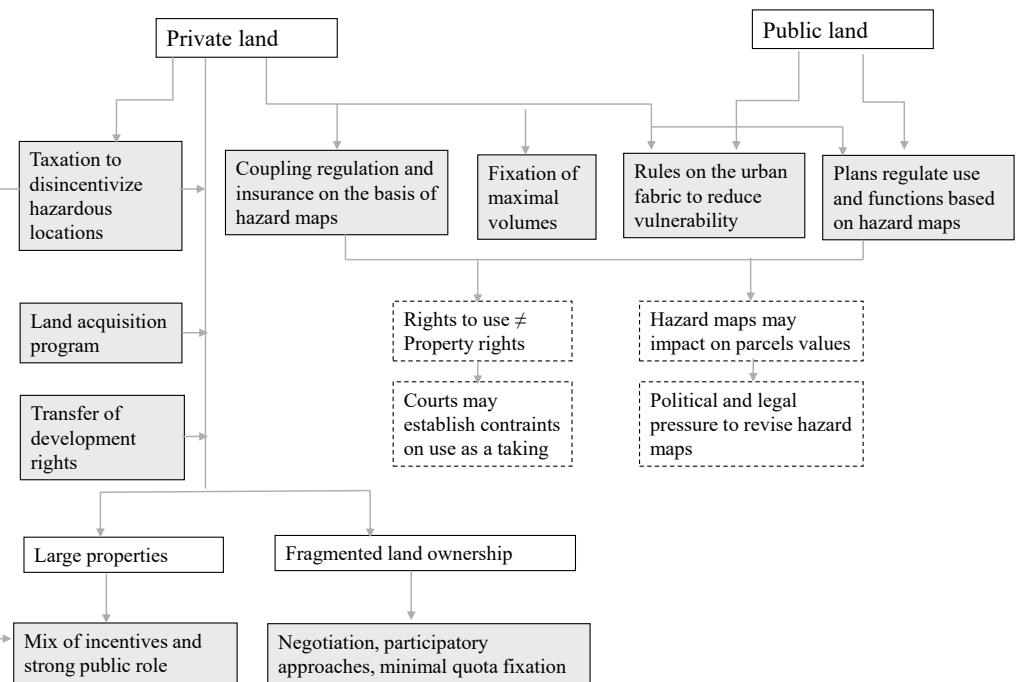 Private land
Public land
Taxation to
disincentivize
hazardous
locations
Coupling regulation and
insurance on the basis of
hazard maps
Fixation of
maximal
volumes
Rules on the urban
fabric to reduce
vulnerability
Plans regulate use
and functions based
on hazard maps
Land acquisition
program
Rights to use ≠
Property rights
Hazard maps may
impact on parcels values
Transfer of
development
rights
Courts may
establish contraints
on use as a taking
Political and legal
pressure to revise hazard
maps
Large properties
Fragmented land ownership
Mix of incentives and
strong public role
Negotiation, participatory
approaches, minimal quota fixation